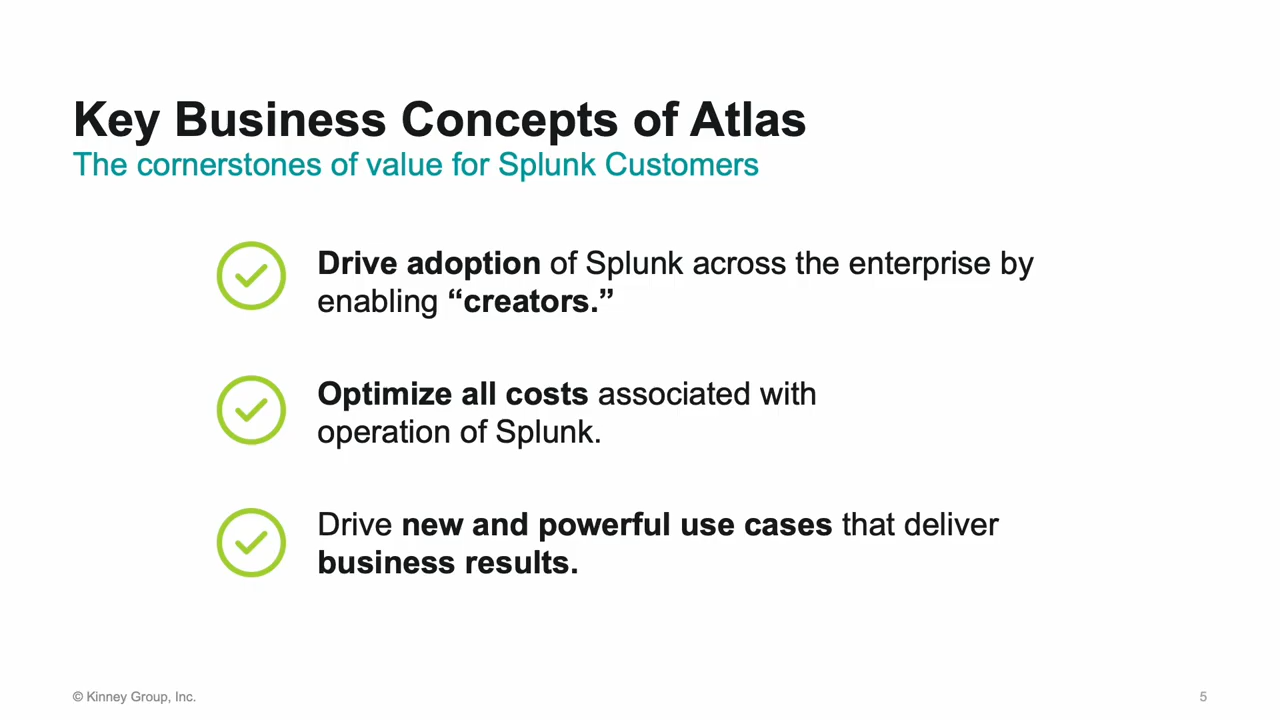 Key Business Concepts of Atlas
The cornerstones of value for Splunk Customers
Drive adoption of Splunk across the enterprise by
enabling “creators.”
Optimize all costs associated with
operation of Splunk.
Drive new and powerful use cases that deliver
business results.
© Kinney Group, Inc.
5